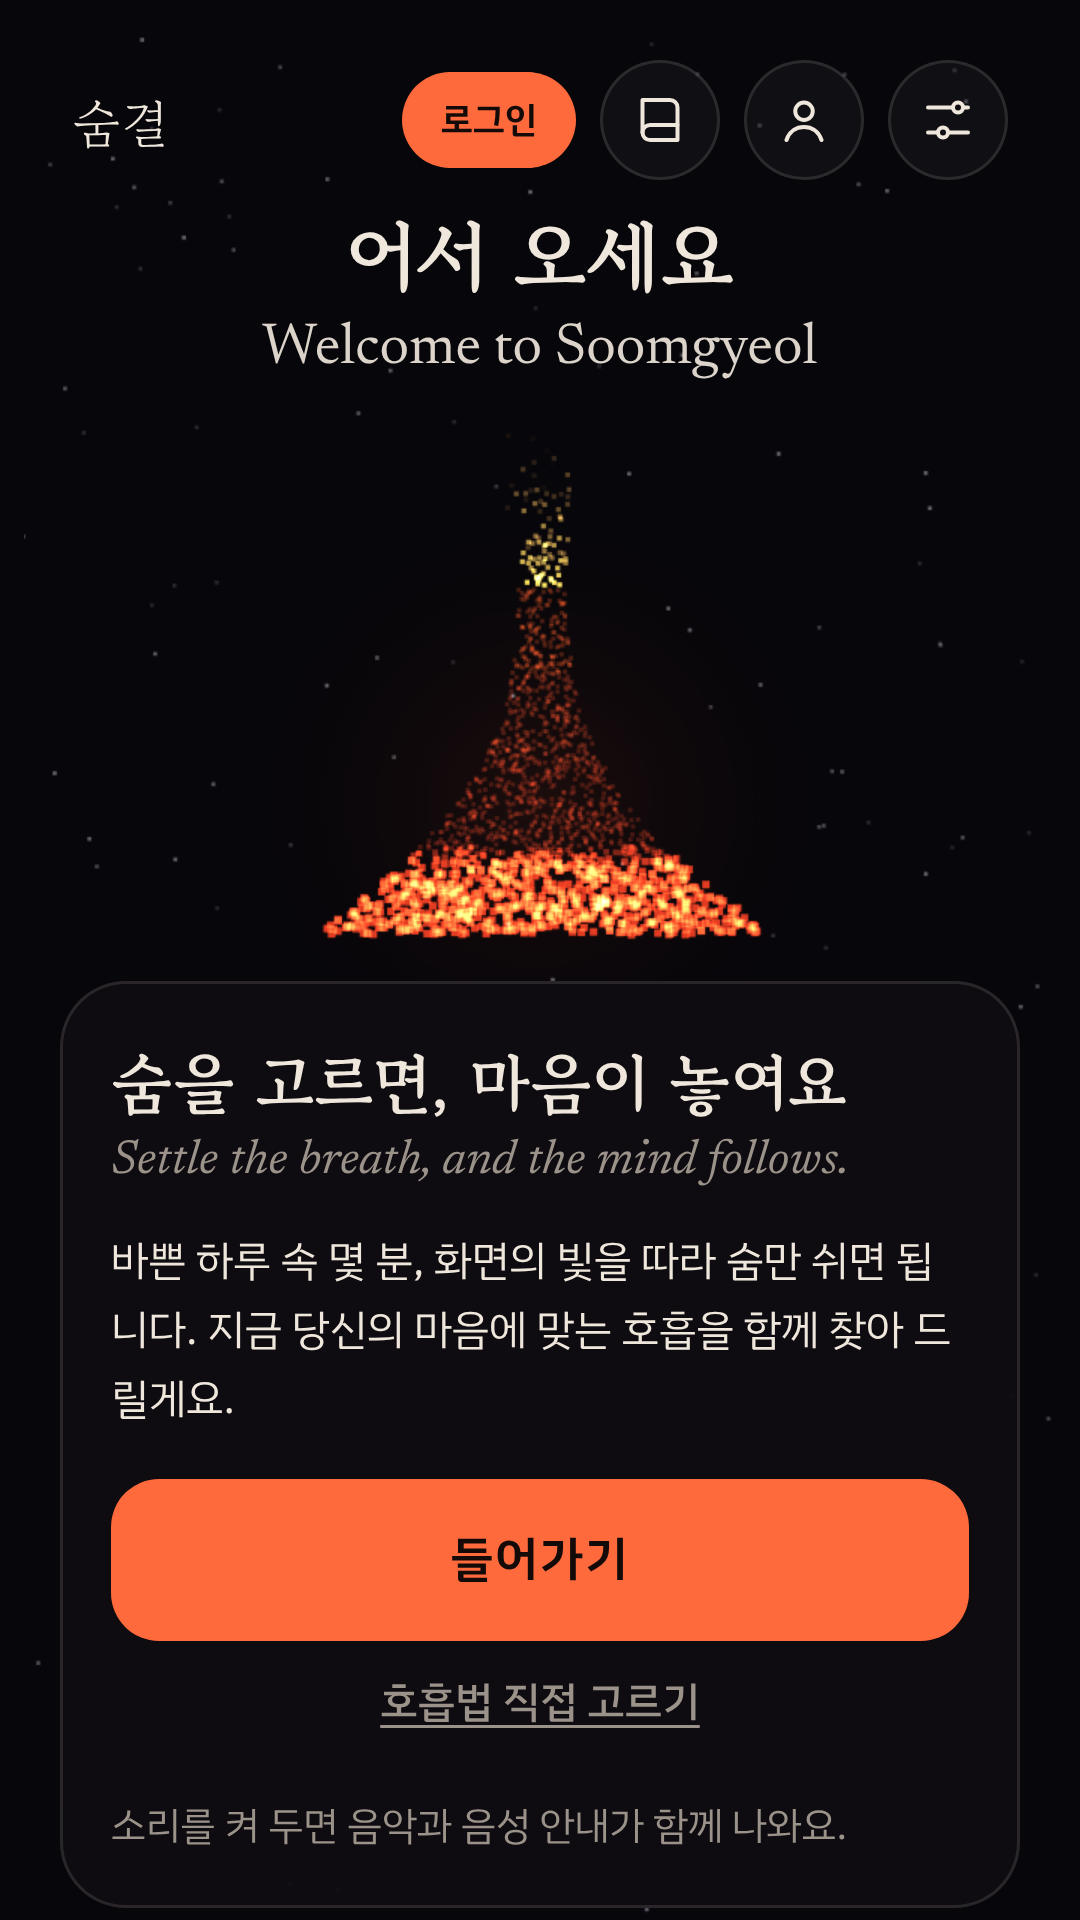 숨결
로그인
어서 오세요
Welcome to Soomgyeol
숨을 고르면, 마음이 놓여요
Settle the breath, and the mind follows.
바쁜 하루 속 몇 분, 화면의 빛을 따라 숨만 쉬면 됩
니다. 지금 당신의 마음에 맞는 호흡을 함께 찾아 드
릴게요.
들어가기
호흡법 직접 고르기
소리를 켜 두면 음악과 음성 안내가 함께 나와요.